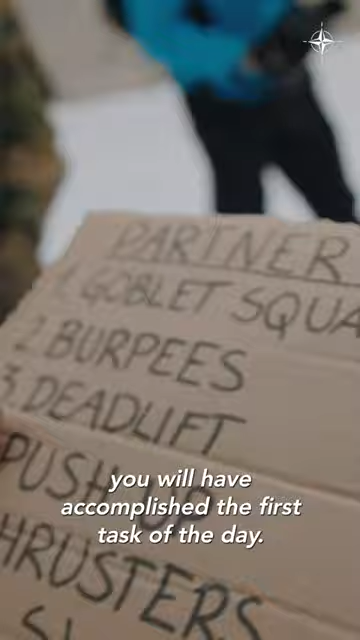 PARTNER
1. GOBLET SQUA
2. BURPEES
3. DEADLIFT
PUSH UP
HRUSTERS
you will have
accomplished the first
task of the day.